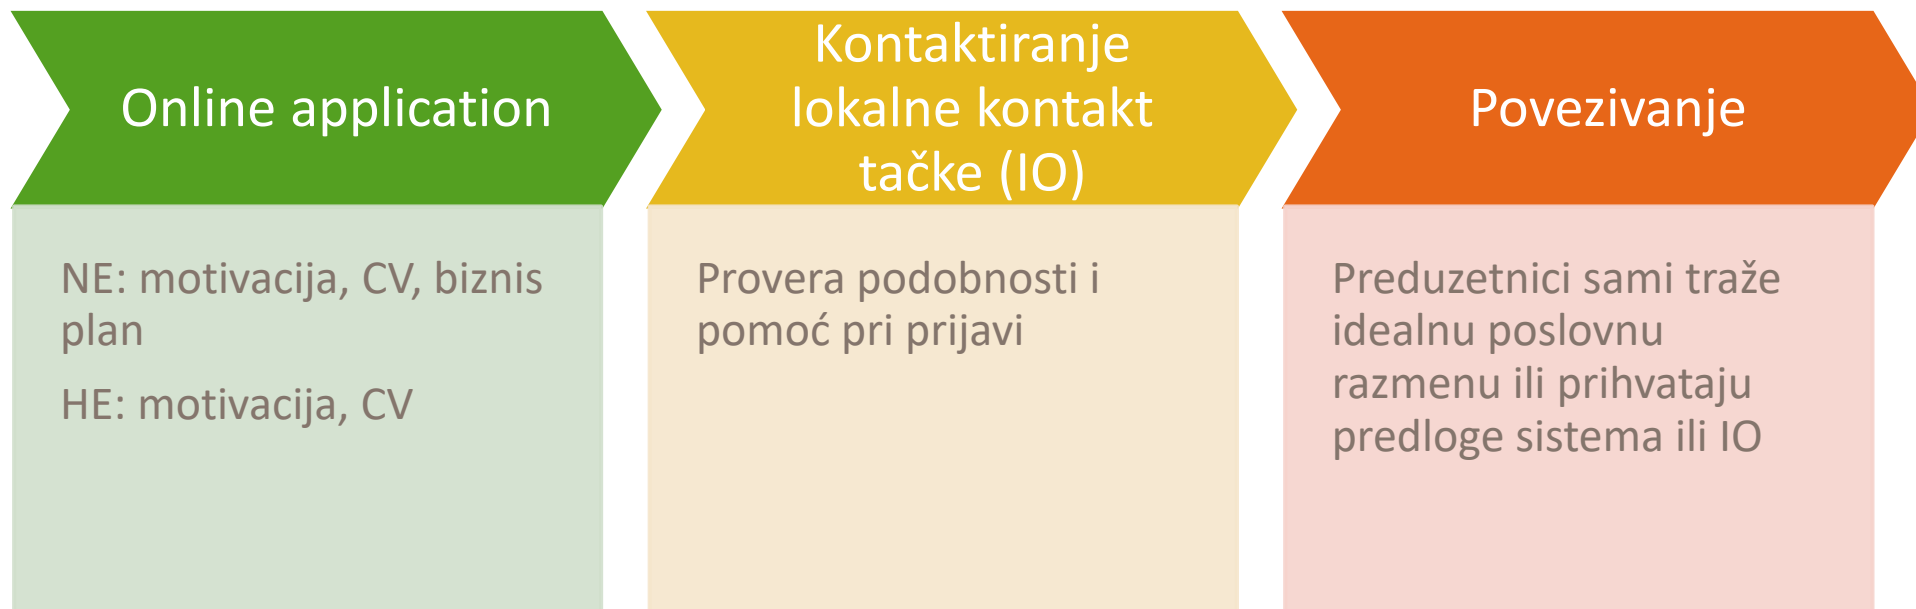 Online application
NE: motivacija, CV, biznis
plan
HE: motivacija, CV
Kontaktiranje
lokalne kontakt
tačke (IO)
Provera podobnosti i
pomoć pri prijavi
Povezivanje
Preduzetnici sami traže
idealnu poslovnu
razmenu ili prihvataju
predloge sistema ili IO